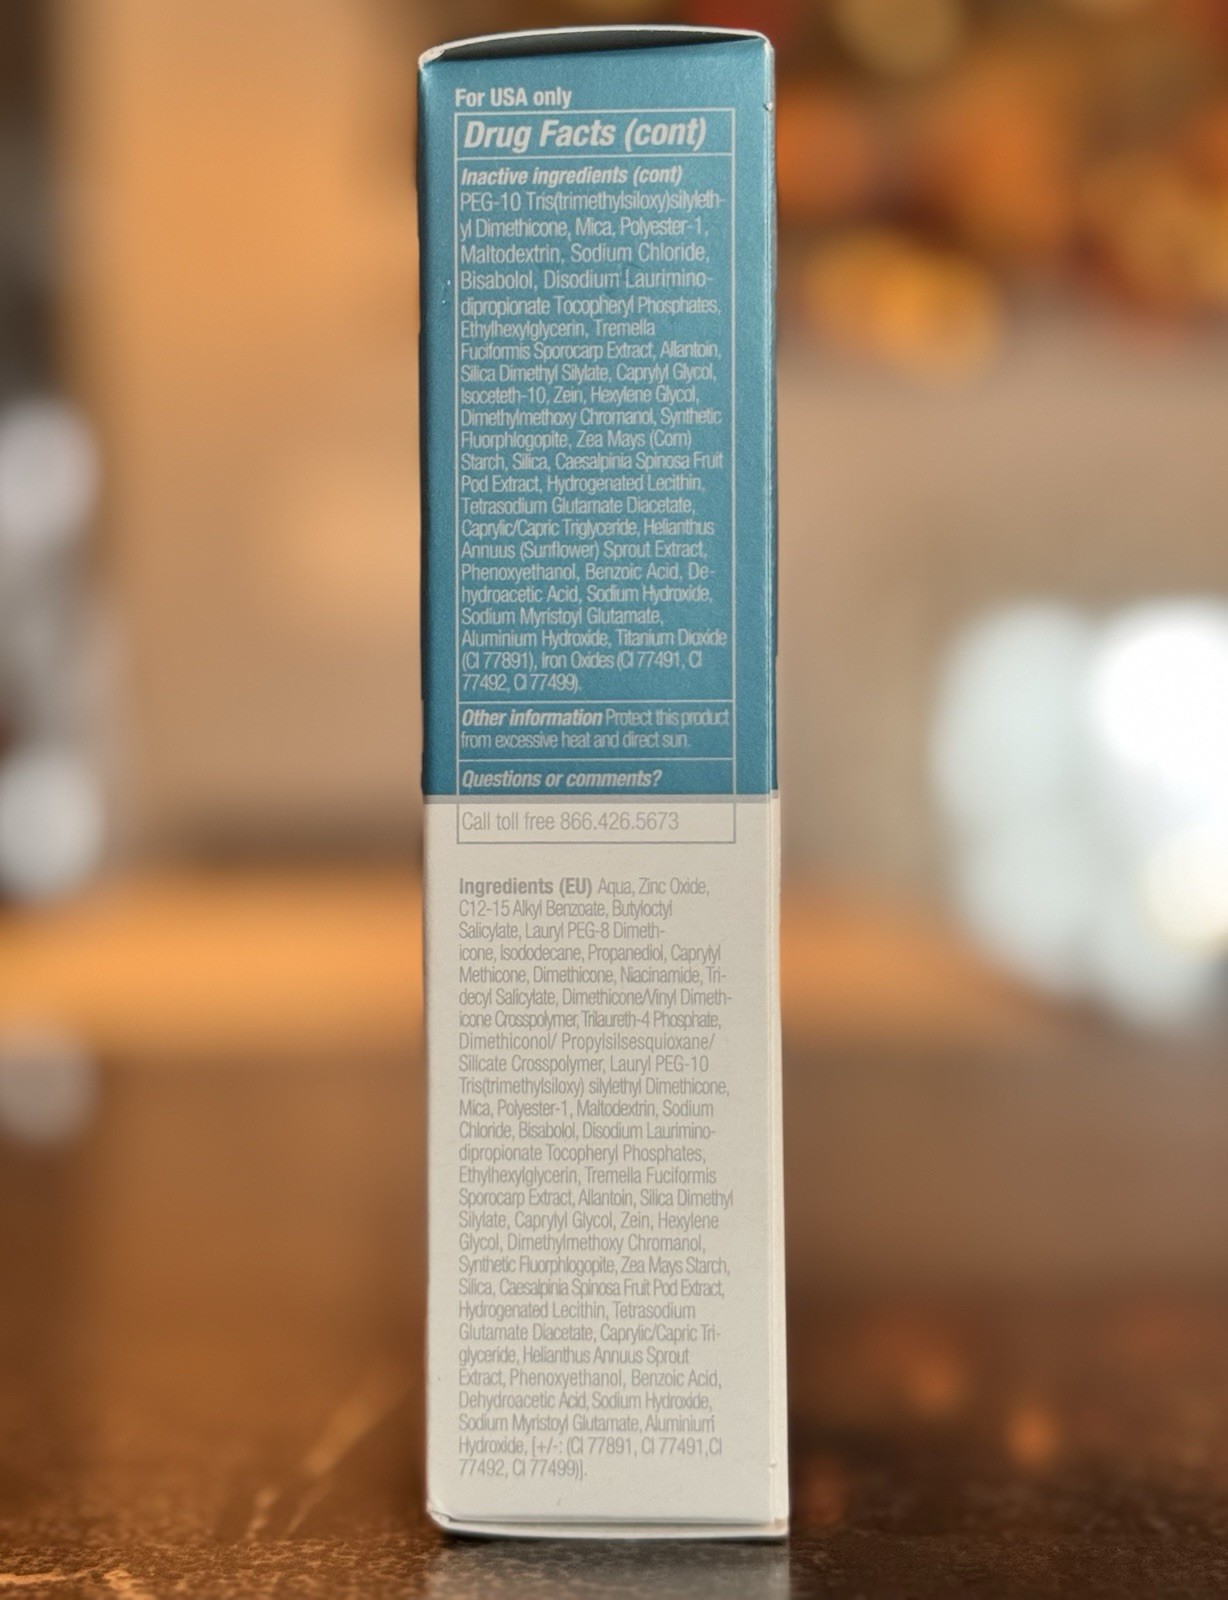 For USA only
Drug Facts (cont)
Inactive ingredients (cont)
PEG-10 Tris(trimethylsiloxy)silyleth-
yl Dimethicone, Mica, Polyester-1,
Maltodextrin, Sodium Chloride,
Bisabolol, Disodium Laurimino-
dipropionate Tocopheryl Phosphates,
Ethylhexylglycerin, Tremella
Fuciformis Sporocarp Extract, Allantoin,
Silica Dimethyl Silylate, Caprylyl Glycol,
Isoceteth-10, Zein, Hexylene Glycol,
Dimethylmethoxy Chromanol, Synthetic
Fluorphlogopite, Zea Mays (Corn)
Starch, Silica, Caesalpinia Spinosa Fruit
Pod Extract, Hydrogenated Lecithin,
Tetrasodium Glutamate Diacetate,
Caprylic/Capric Triglyceride, Helianthus
Annuus (Sunflower) Sprout Extract,
Phenoxyethanol, Benzoic Acid, De-
hydroacetic Acid, Sodium Hydroxide,
Sodium Myristoyl Glutamate,
Aluminium Hydroxide, Titanium Dioxide
(CI 77891), Iron Oxides (CI 77491, CI
77492, CI 77499).
Other information Protect this product
from excessive heat and direct sun.
Questions or comments?
Call toll free 866.426.5673
Ingredients (EU) Aqua, Zinc Oxide,
C12-15 Alkyl Benzoate, Butyloctyl
Salicylate, Lauryl PEG-8 Dimeth-
icone, Isododecane, Propanediol, Caprylyl
Methicone, Dimethicone, Niacinamide, Tri-
decyl Salicylate, Dimethicone/Vinyl Dimeth-
icone Crosspolymer, Trilaureth-4 Phosphate,
Dimethiconol/ Propylsilsesquioxane/
Silicate Crosspolymer, Lauryl PEG-10
Tris(trimethylsiloxy) silylethyl Dimethicone,
Mica, Polyester-1, Maltodextrin, Sodium
Chloride, Bisabolol, Disodium Laurimino-
dipropionate Tocopheryl Phosphates,
Ethylhexylglycerin, Tremella Fuciformis
Sporocarp Extract, Allantoin, Silica Dimethyl
Silylate, Caprylyl Glycol, Zein, Hexylene
Glycol, Dimethylmethoxy Chromanol,
Synthetic Fluorphlogopite, Zea Mays Starch,
Silica, Caesalpinia Spinosa Fruit Pod Extract,
Hydrogenated Lecithin, Tetrasodium
Glutamate Diacetate, Caprylic/Capric Tri-
glyceride, Helianthus Annuus Sprout
Extract, Phenoxyethanol, Benzoic Acid,
Dehydroacetic Acid, Sodium Hydroxide,
Sodium Myristoyl Glutamate, Aluminium
Hydroxide, [+/-: (CI 77891, CI 77491,CI
77492, CI 77499)].